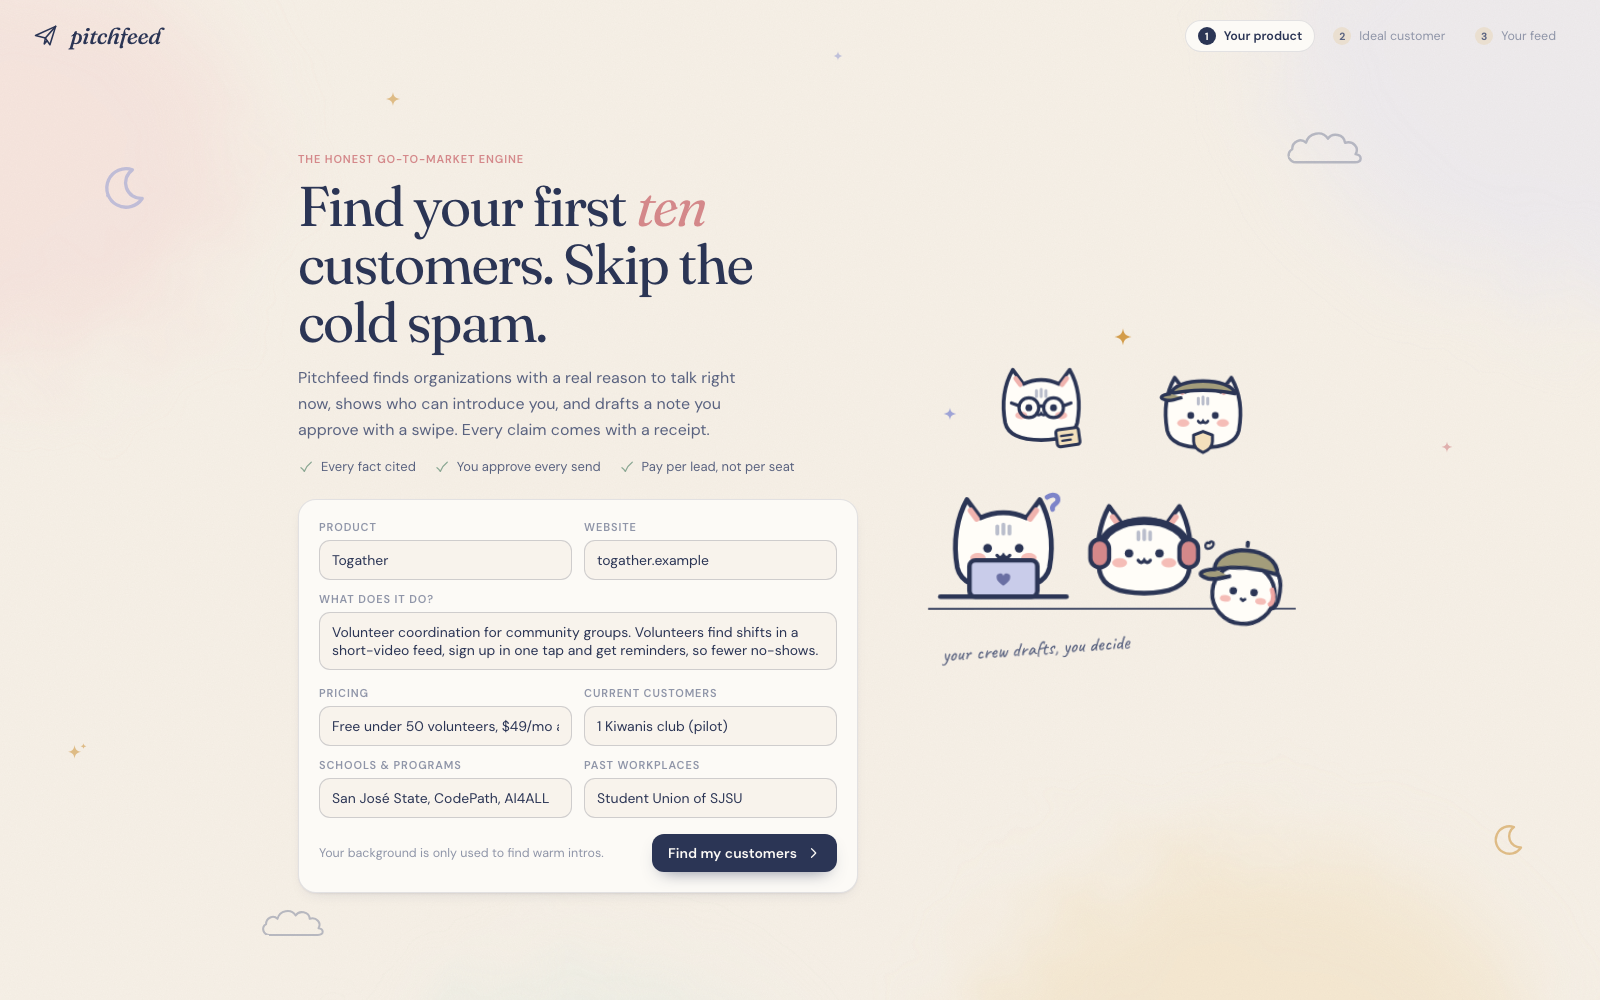 pitchfeed
1 Your product
2 Ideal customer
3 Your feed
THE HONEST GO-TO-MARKET ENGINE
Find your first ten
customers. Skip the
cold spam.
Pitchfeed finds organizations with a real reason to talk right
now, shows who can introduce you, and drafts a note you
approve with a swipe. Every claim comes with a receipt.
Every fact cited
You approve every send
Pay per lead, not per seat
PRODUCT
Togather
WEBSITE
togather.example
WHAT DOES IT DO?
Volunteer coordination for community groups. Volunteers find shifts in a
short-video feed, sign up in one tap and get reminders, so fewer no-shows.
PRICING
Free under 50 volunteers, $49/mo
CURRENT CUSTOMERS
1 Kiwanis club (pilot)
SCHOOLS & PROGRAMS
San José State, CodePath, AI4ALL
PAST WORKPLACES
Student Union of SJSU
Your background is only used to find warm intros.
Find my customers
?
your crew drafts, you decide